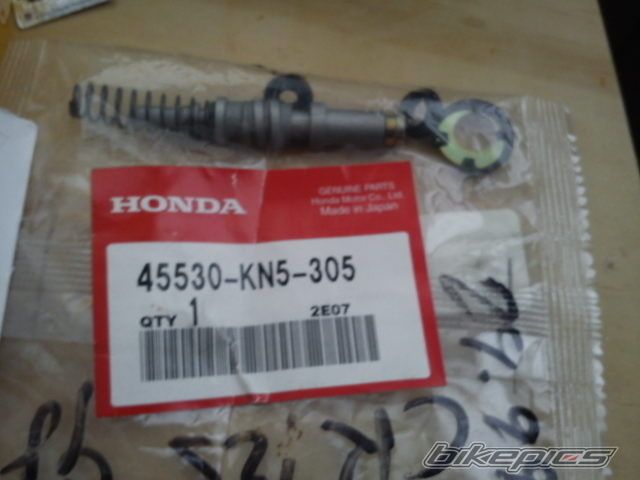 HONDA
GENUINE PARTS
Honda Motor Co., Ltd.
Made in Japan
45530-KN5-305
QTY 1 2E07
bikepics